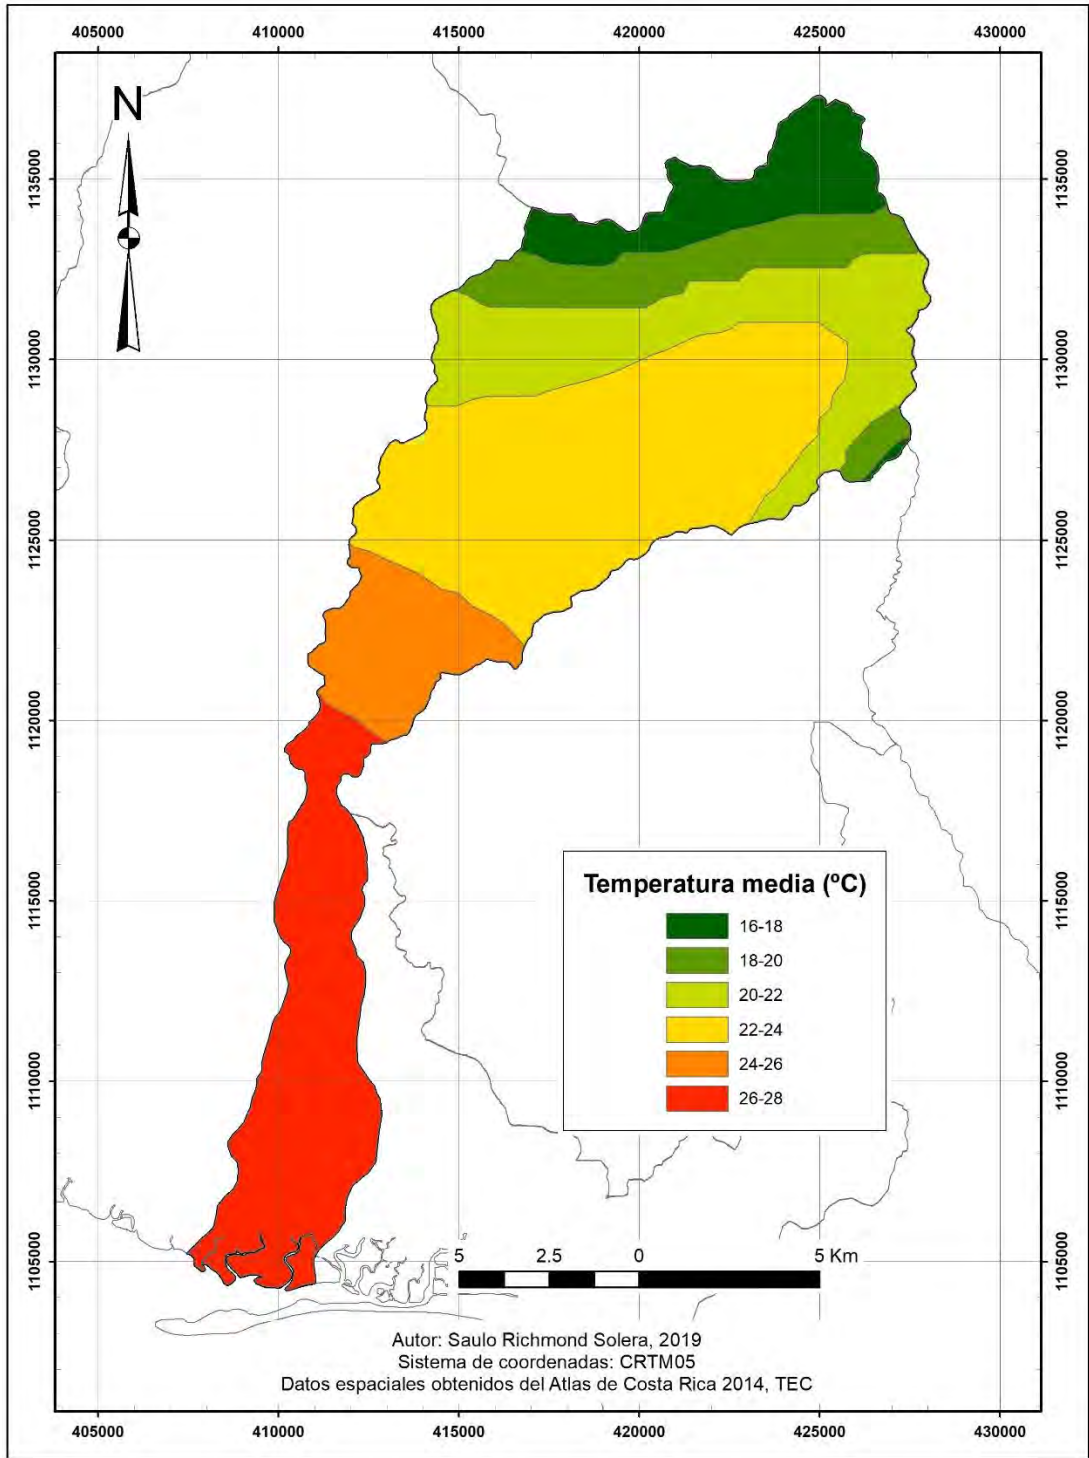 405000 410000 415000 420000 425000 430000
N
1135000 1135000
1130000 1130000
1125000 1125000
1120000 1120000
Temperatura media (ºC)
16-18
18-20
20-22
22-24
24-26
26-28
1115000 1115000
1110000 1110000
1105000 1105000
5 2.5 0 5 Km
Autor: Saulo Richmond Solera, 2019
Sistema de coordenadas: CRTM05
Datos espaciales obtenidos del Atlas de Costa Rica 2014, TEC
405000 410000 415000 420000 425000 430000